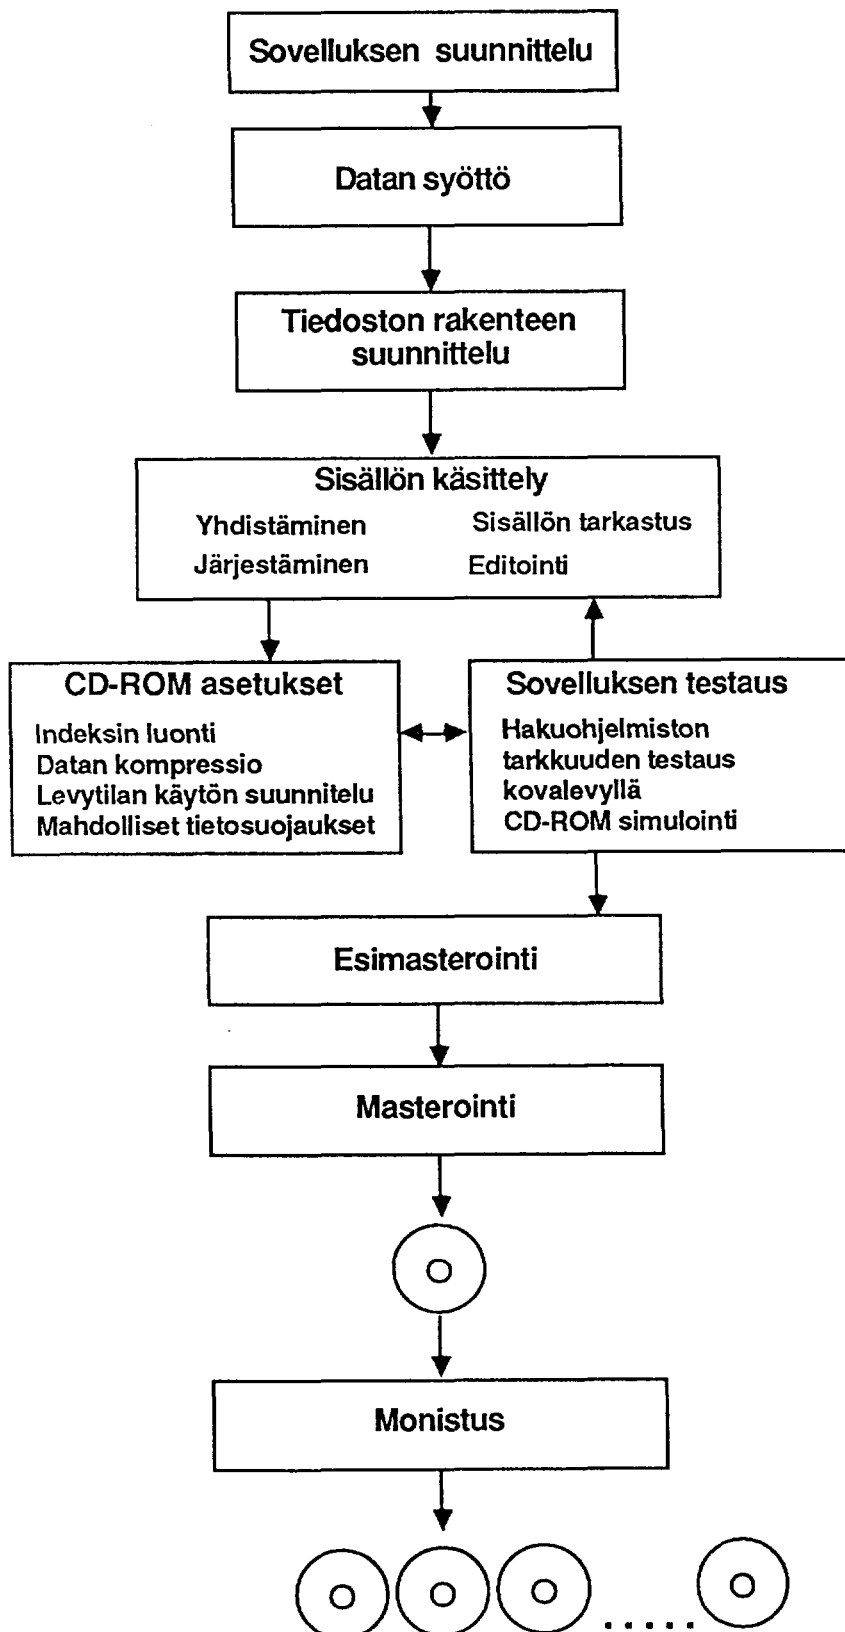 Sovelluksen suunnittelu
Datan syöttö
Tiedoston rakenteen
suunnittelu
Sisällön käsittely
Yhdistäminen
Sisällön tarkastus
Järjestäminen
Editointi
CD-ROM asetukset
Indeksin luonti
Datan kompressio
Levytilan käytön suunnitelu
Mahdolliset tietosuojaukset
Sovelluksen testaus
Hakuohjelmiston
tarkkuuden testaus
kovalevyllä
CD-ROM simulointi
Esimasterointi
Masterointi
Monistus
.....